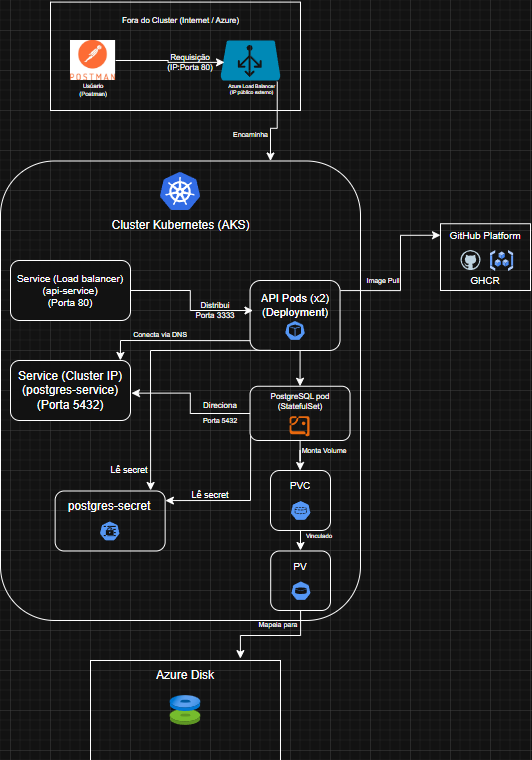 Fora do Cluster (Internet / Azure)
POSTMAN
Usúario
(Postman)
Requisição
(IP:Porta 80)
Azure Load Balancer
(IP público externo)
Encaminha
Cluster Kubernetes (AKS)
GitHub Platform
GHCR
Image Pull
Service (Load balancer)
(api-service)
(Porta 80)
Distribui
Porta 3333
API Pods (x2)
(Deployment)
Conecta via DNS
Service (Cluster IP)
(postgres-service)
(Porta 5432)
Direciona
Porta 5432
PostgreSQL pod
(StatefulSet)
Monta Volume
Lê secret
Lê secret
postgres-secret
PVC
Vinculado
PV
Mapeia para
Azure Disk